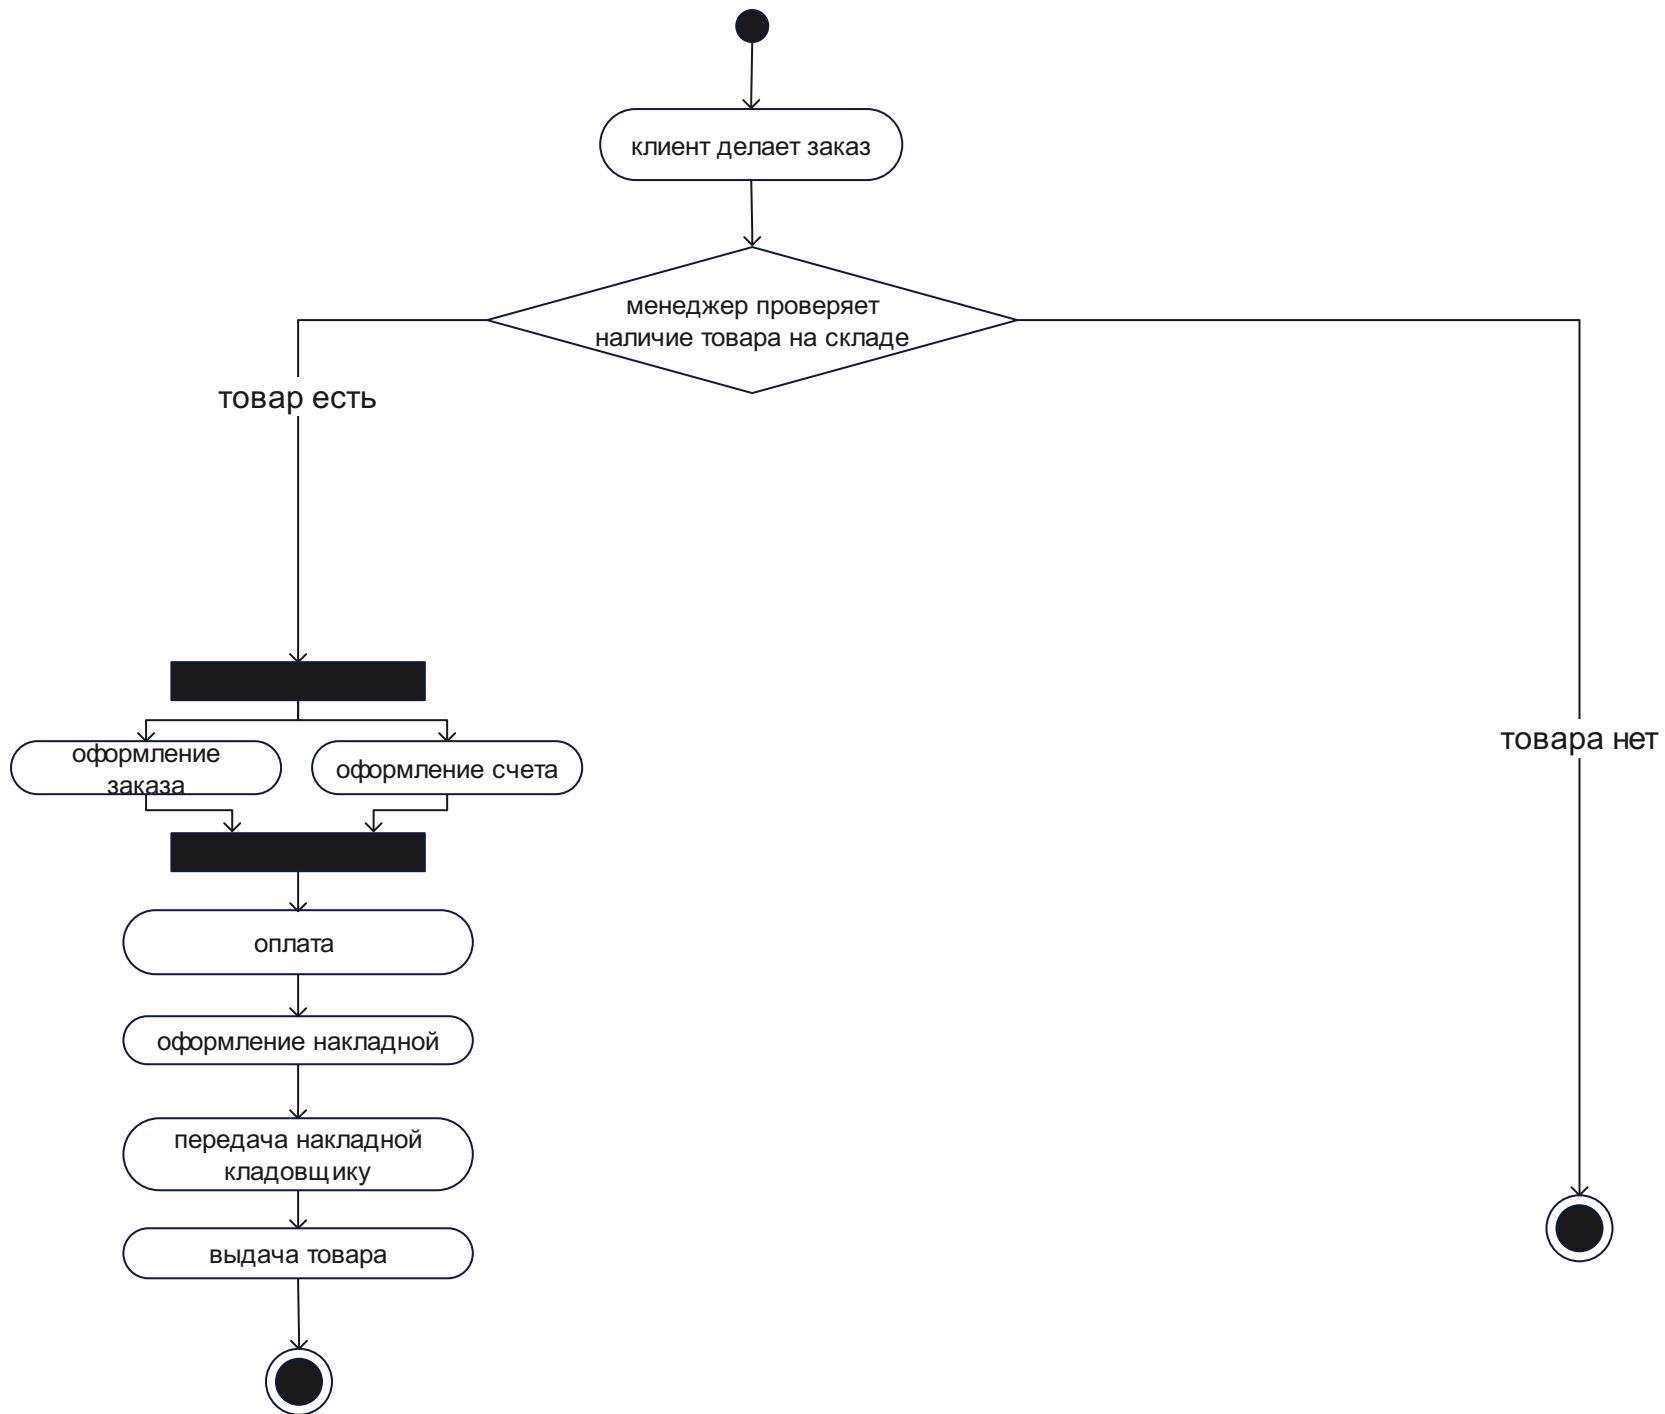 клиент делает заказ
менеджер проверяет
наличие товара на складе
товар есть
товара нет
оформление
заказа
оформление счета
оплата
оформление накладной
передача накладной
кладовщику
выдача товара